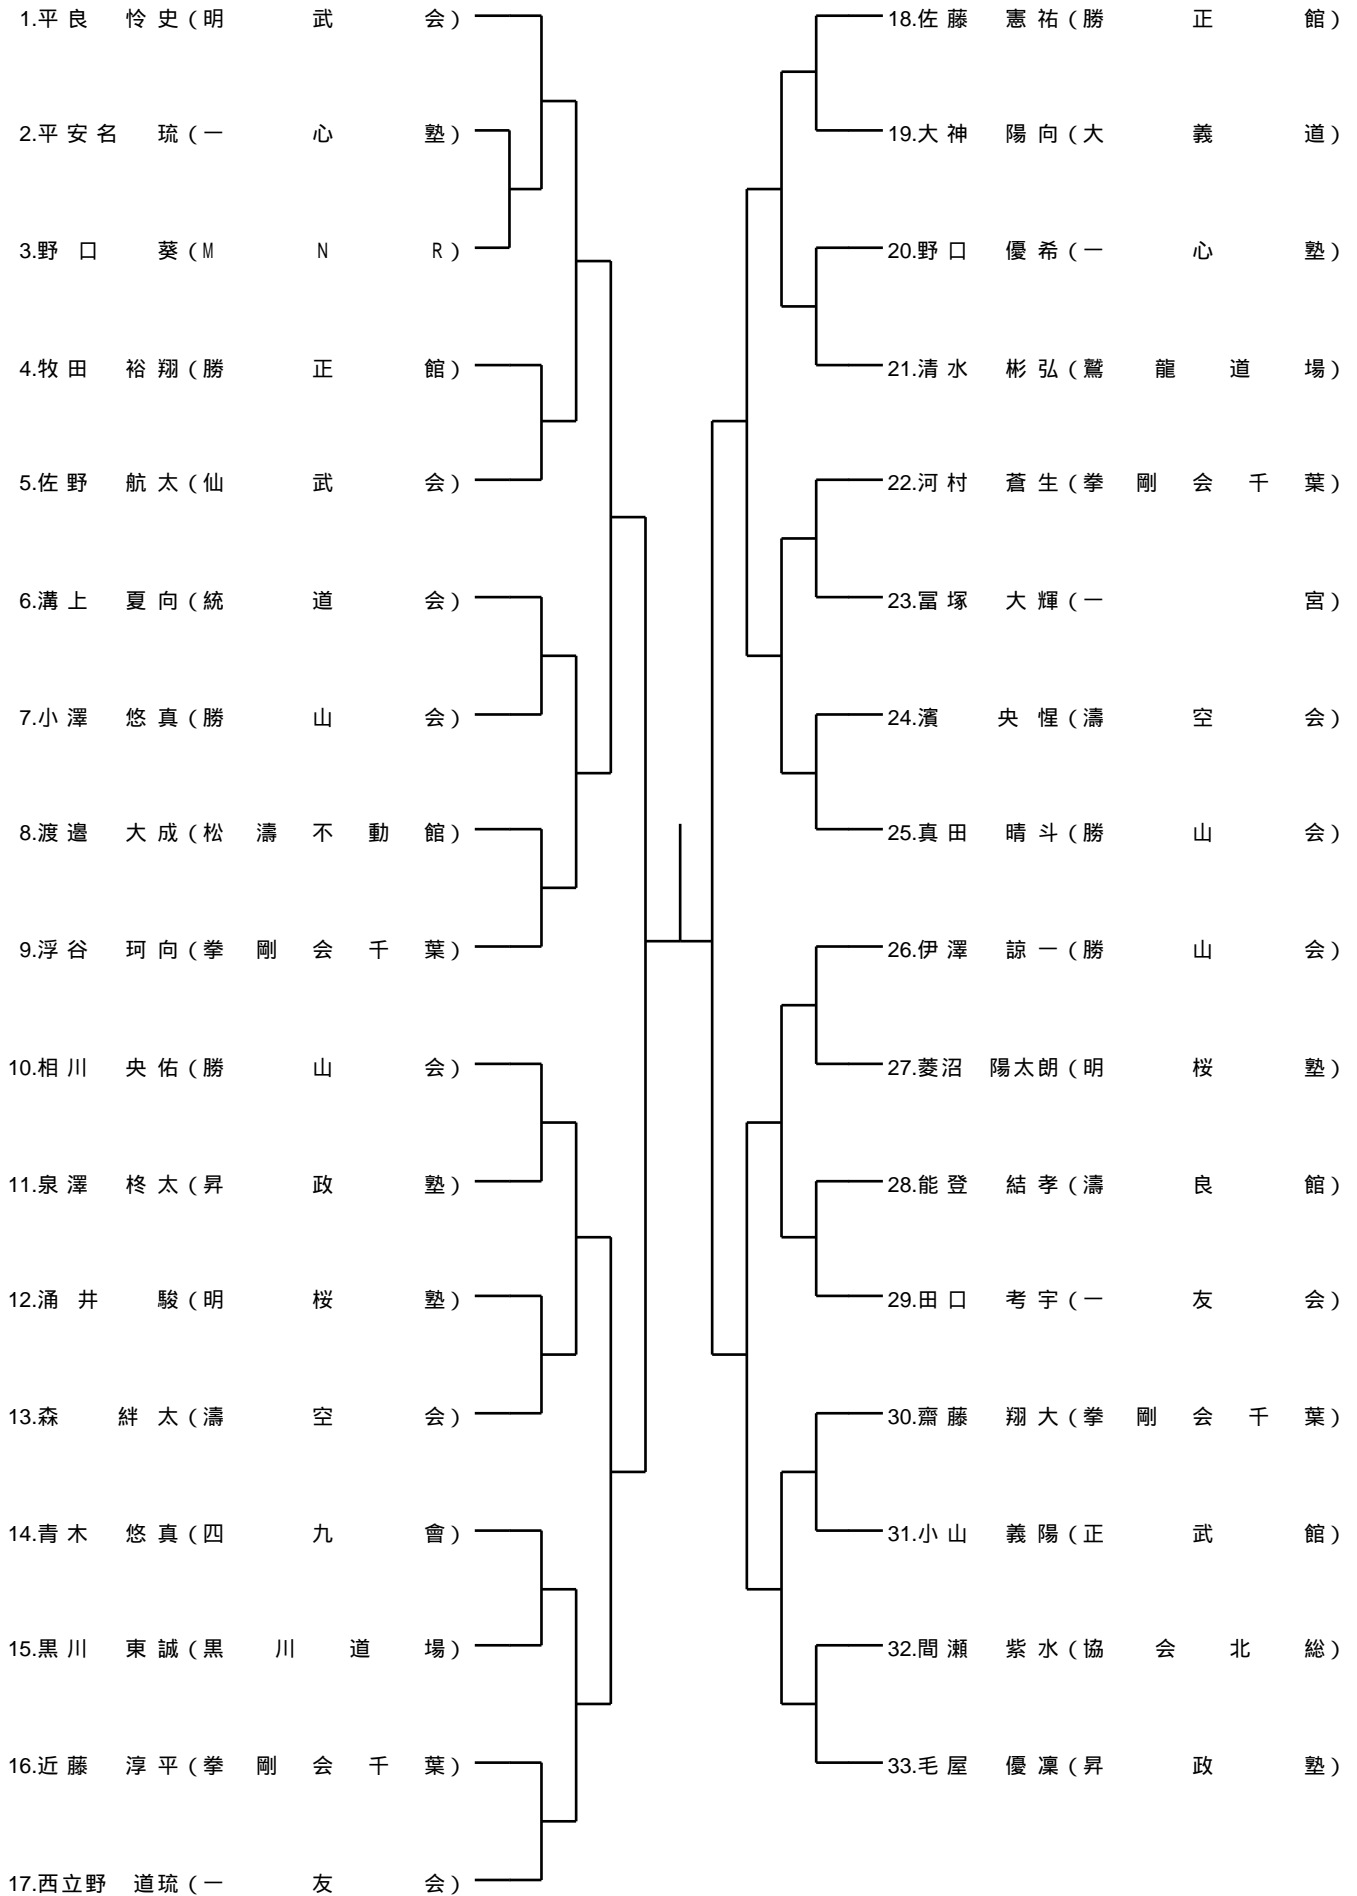 1.平良 怜史(明武会)
2.平安名 琉(一心塾)
3.野口 葵(MNR)
4.牧田 裕翔(勝正館)
5.佐野 航太(仙武会)
6.溝上 夏向(統道会)
7.小澤 悠真(勝山会)
8.渡邉 大成(松濤不動館)
9.浮谷 珂向(拳剛会千葉)
10.相川 央佑(勝山会)
11.泉澤 柊太(昇政塾)
12.涌井 駿(明桜塾)
13.森 絆太(濤空会)
14.青木 悠真(四九會)
15.黒川 東誠(黒川道場)
16.近藤 淳平(拳剛会千葉)
17.西立野 道琉(一友会)
18.佐藤 憲祐(勝正館)
19.大神 陽向(大義道)
20.野口 優希(一心塾)
21.清水 彬弘(鷲龍道場)
22.河村 蒼生(拳剛会千葉)
23.冨塚 大輝(一宮)
24.濱 央惺(濤空会)
25.真田 晴斗(勝山会)
26.伊澤 諒一(勝山会)
27.菱沼 陽太朗(明桜塾)
28.能登 結孝(濤良館)
29.田口 考宇(一友会)
30.齋藤 翔大(拳剛会千葉)
31.小山 義陽(正武館)
32.間瀬 紫水(協会北総)
33.毛屋 優凜(昇政塾)